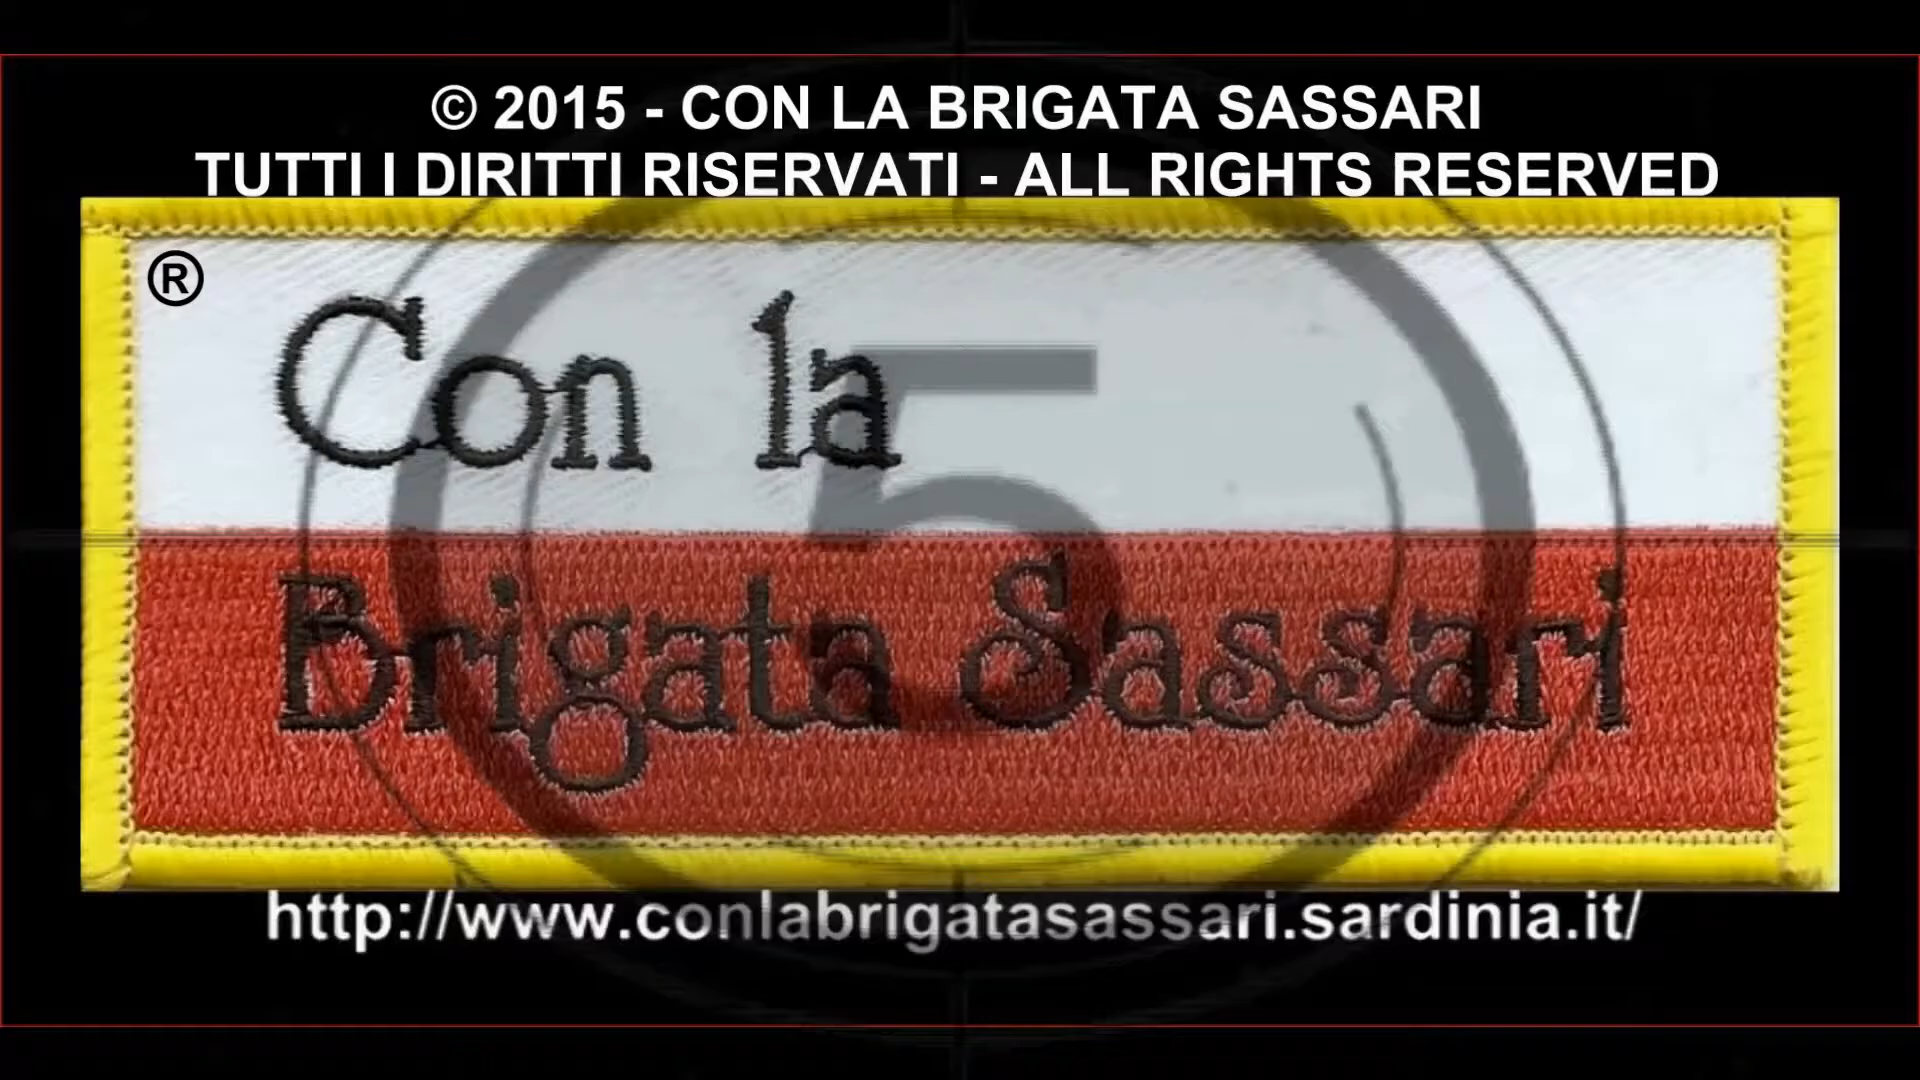 © 2015 - CON LA BRIGATA SASSARI
TUTTI I DIRITTI RISERVATI - ALL RIGHTS RESERVED
®
Con la
5
Brigata Sassari
http://www.conlabrigatasassari.sardinia.it/